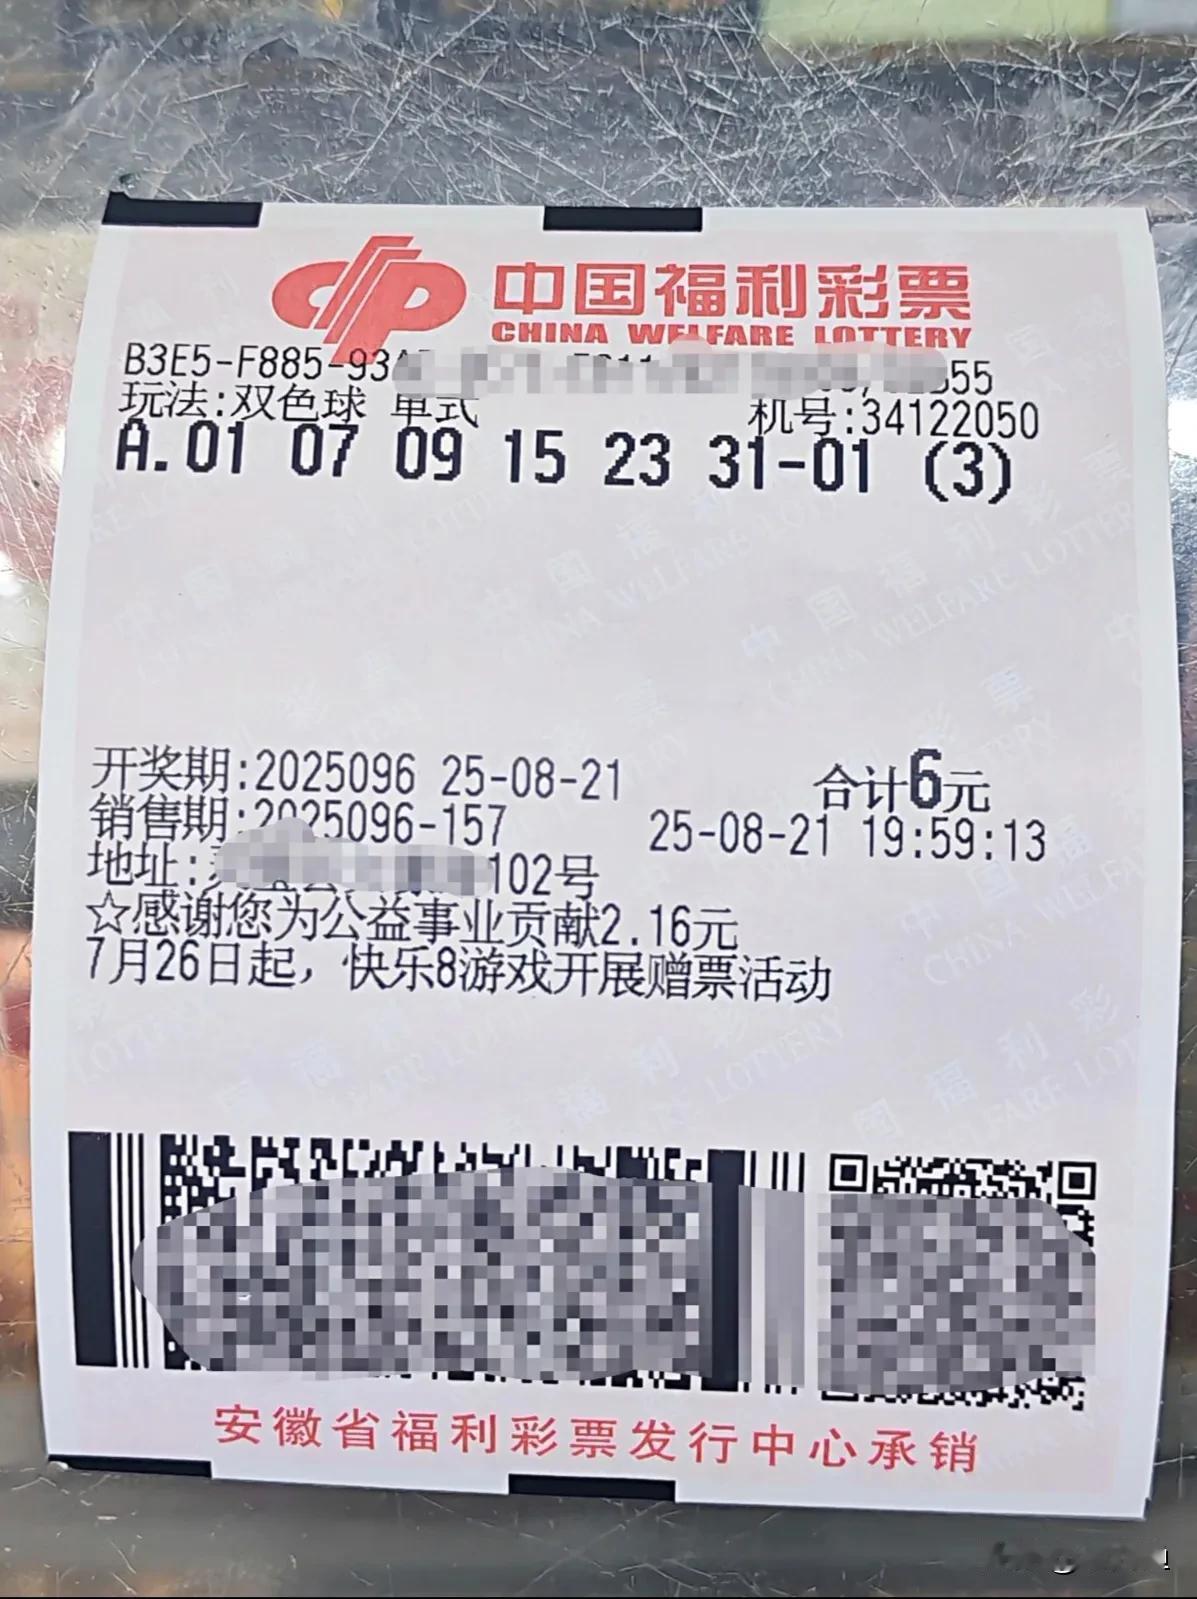 中国福利彩票
CHINA WELFARE LOTTERY
B3E5-F885-93 55
玩法:双色球 单式 机号:34122050
A.01 07 09 15 23 31-01 (3)
开奖期:2025096 25-08-21 合计6元
销售期:2025096-157 25-08-21 19:59:13
地址: 102号
☆感谢您为公益事业贡献2.16元
7月26日起，快乐8游戏开展赠票活动
安徽省福利彩票发行中心承销